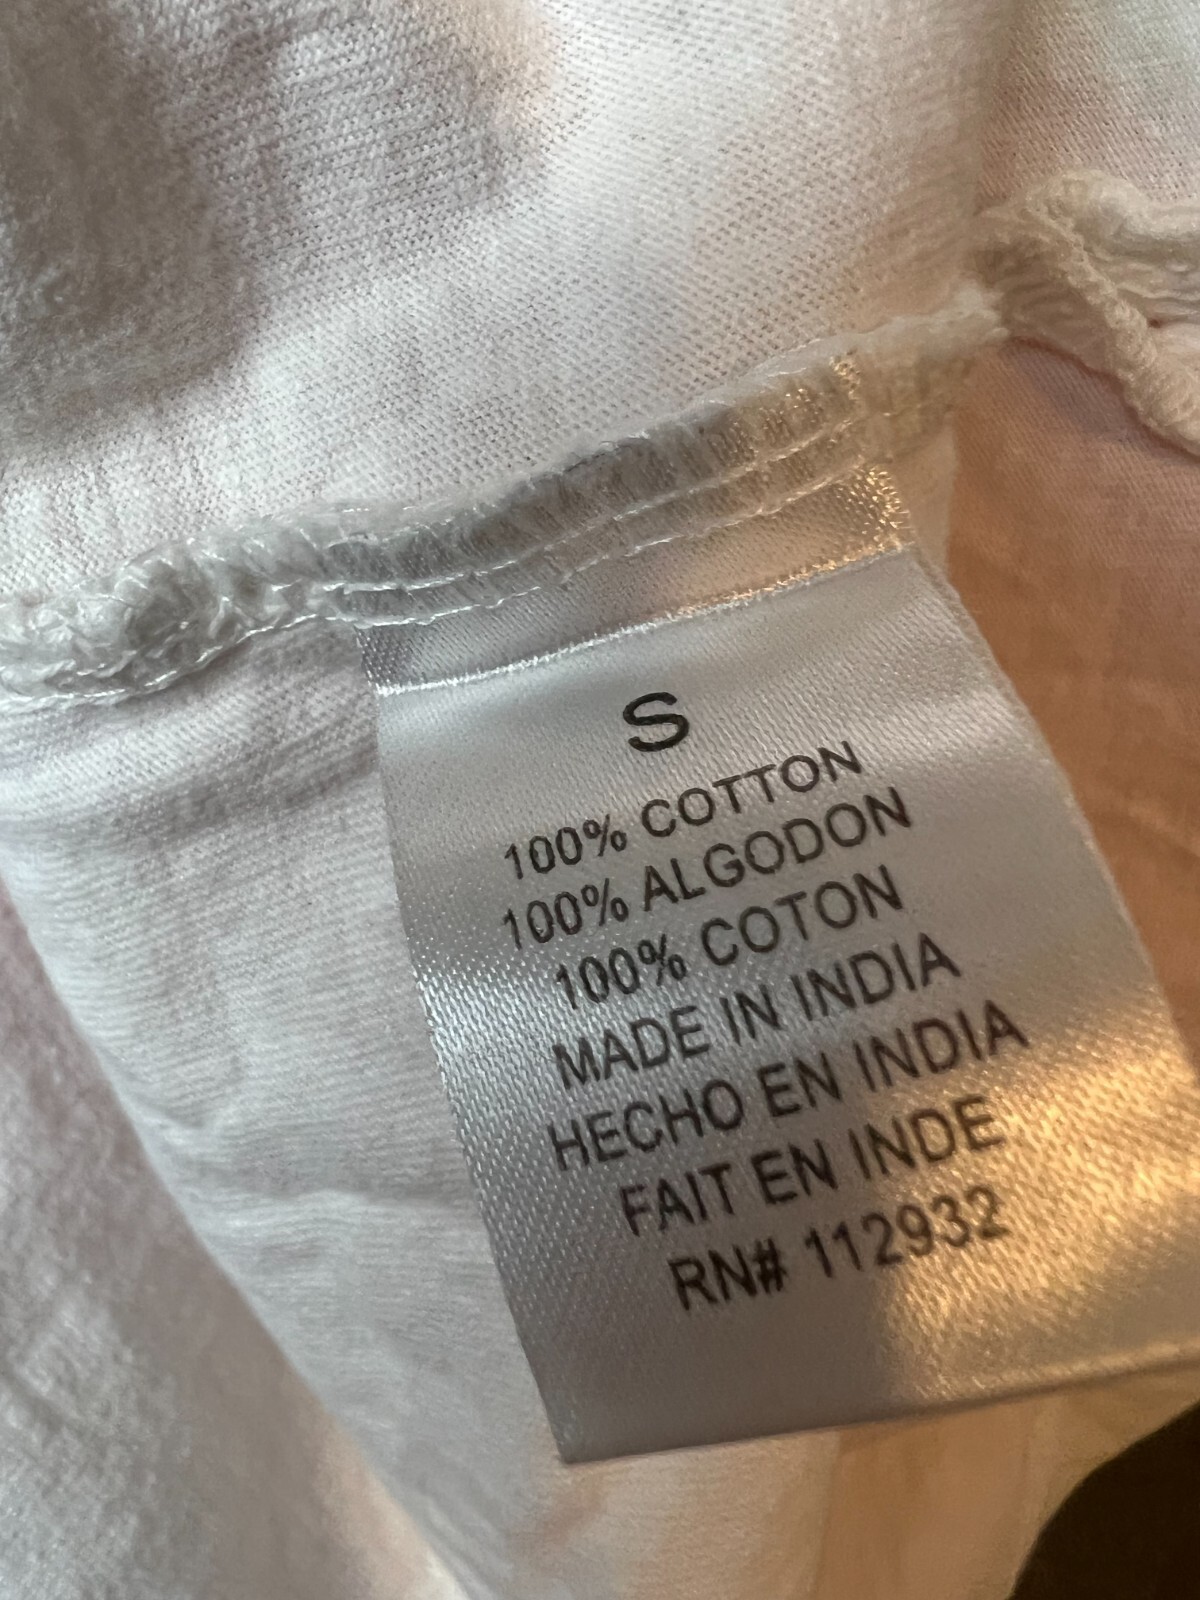 S
100% COTTON
100% ALGODON
100% COTON
MADE IN INDIA
HECHO EN INDIA
FAIT EN INDE
RN# 112932